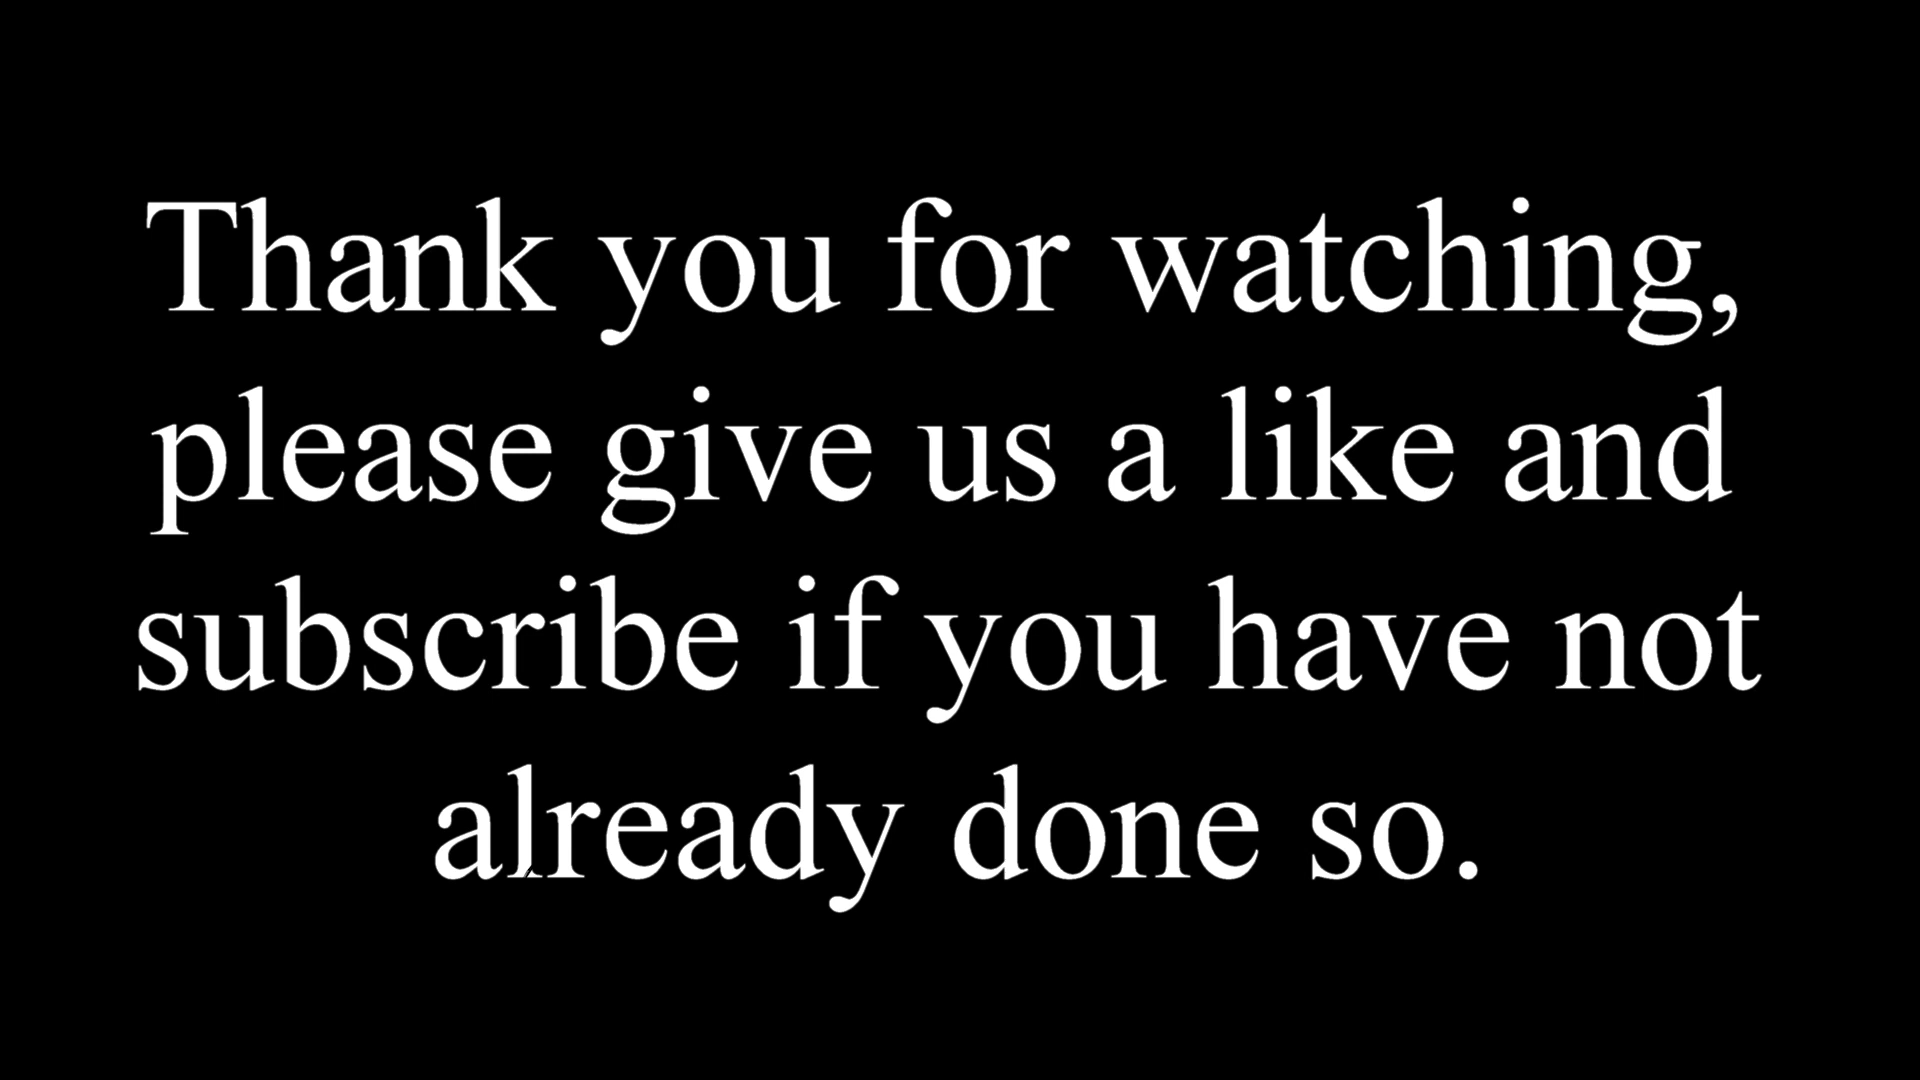 Thank you for watching,
please give us a like and
subscribe if you have not
already done so.